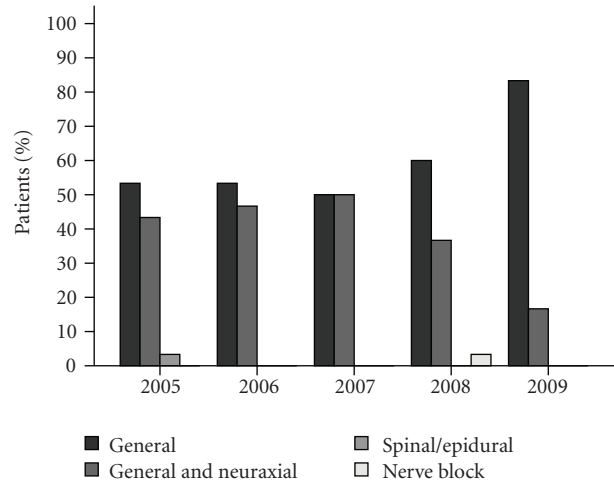 100
90
80
70
60
50
40
30
20
10
0
Patients (%)
2005 2006 2007 2008 2009
General
General and neuraxial
Spinal/epidural
Nerve block